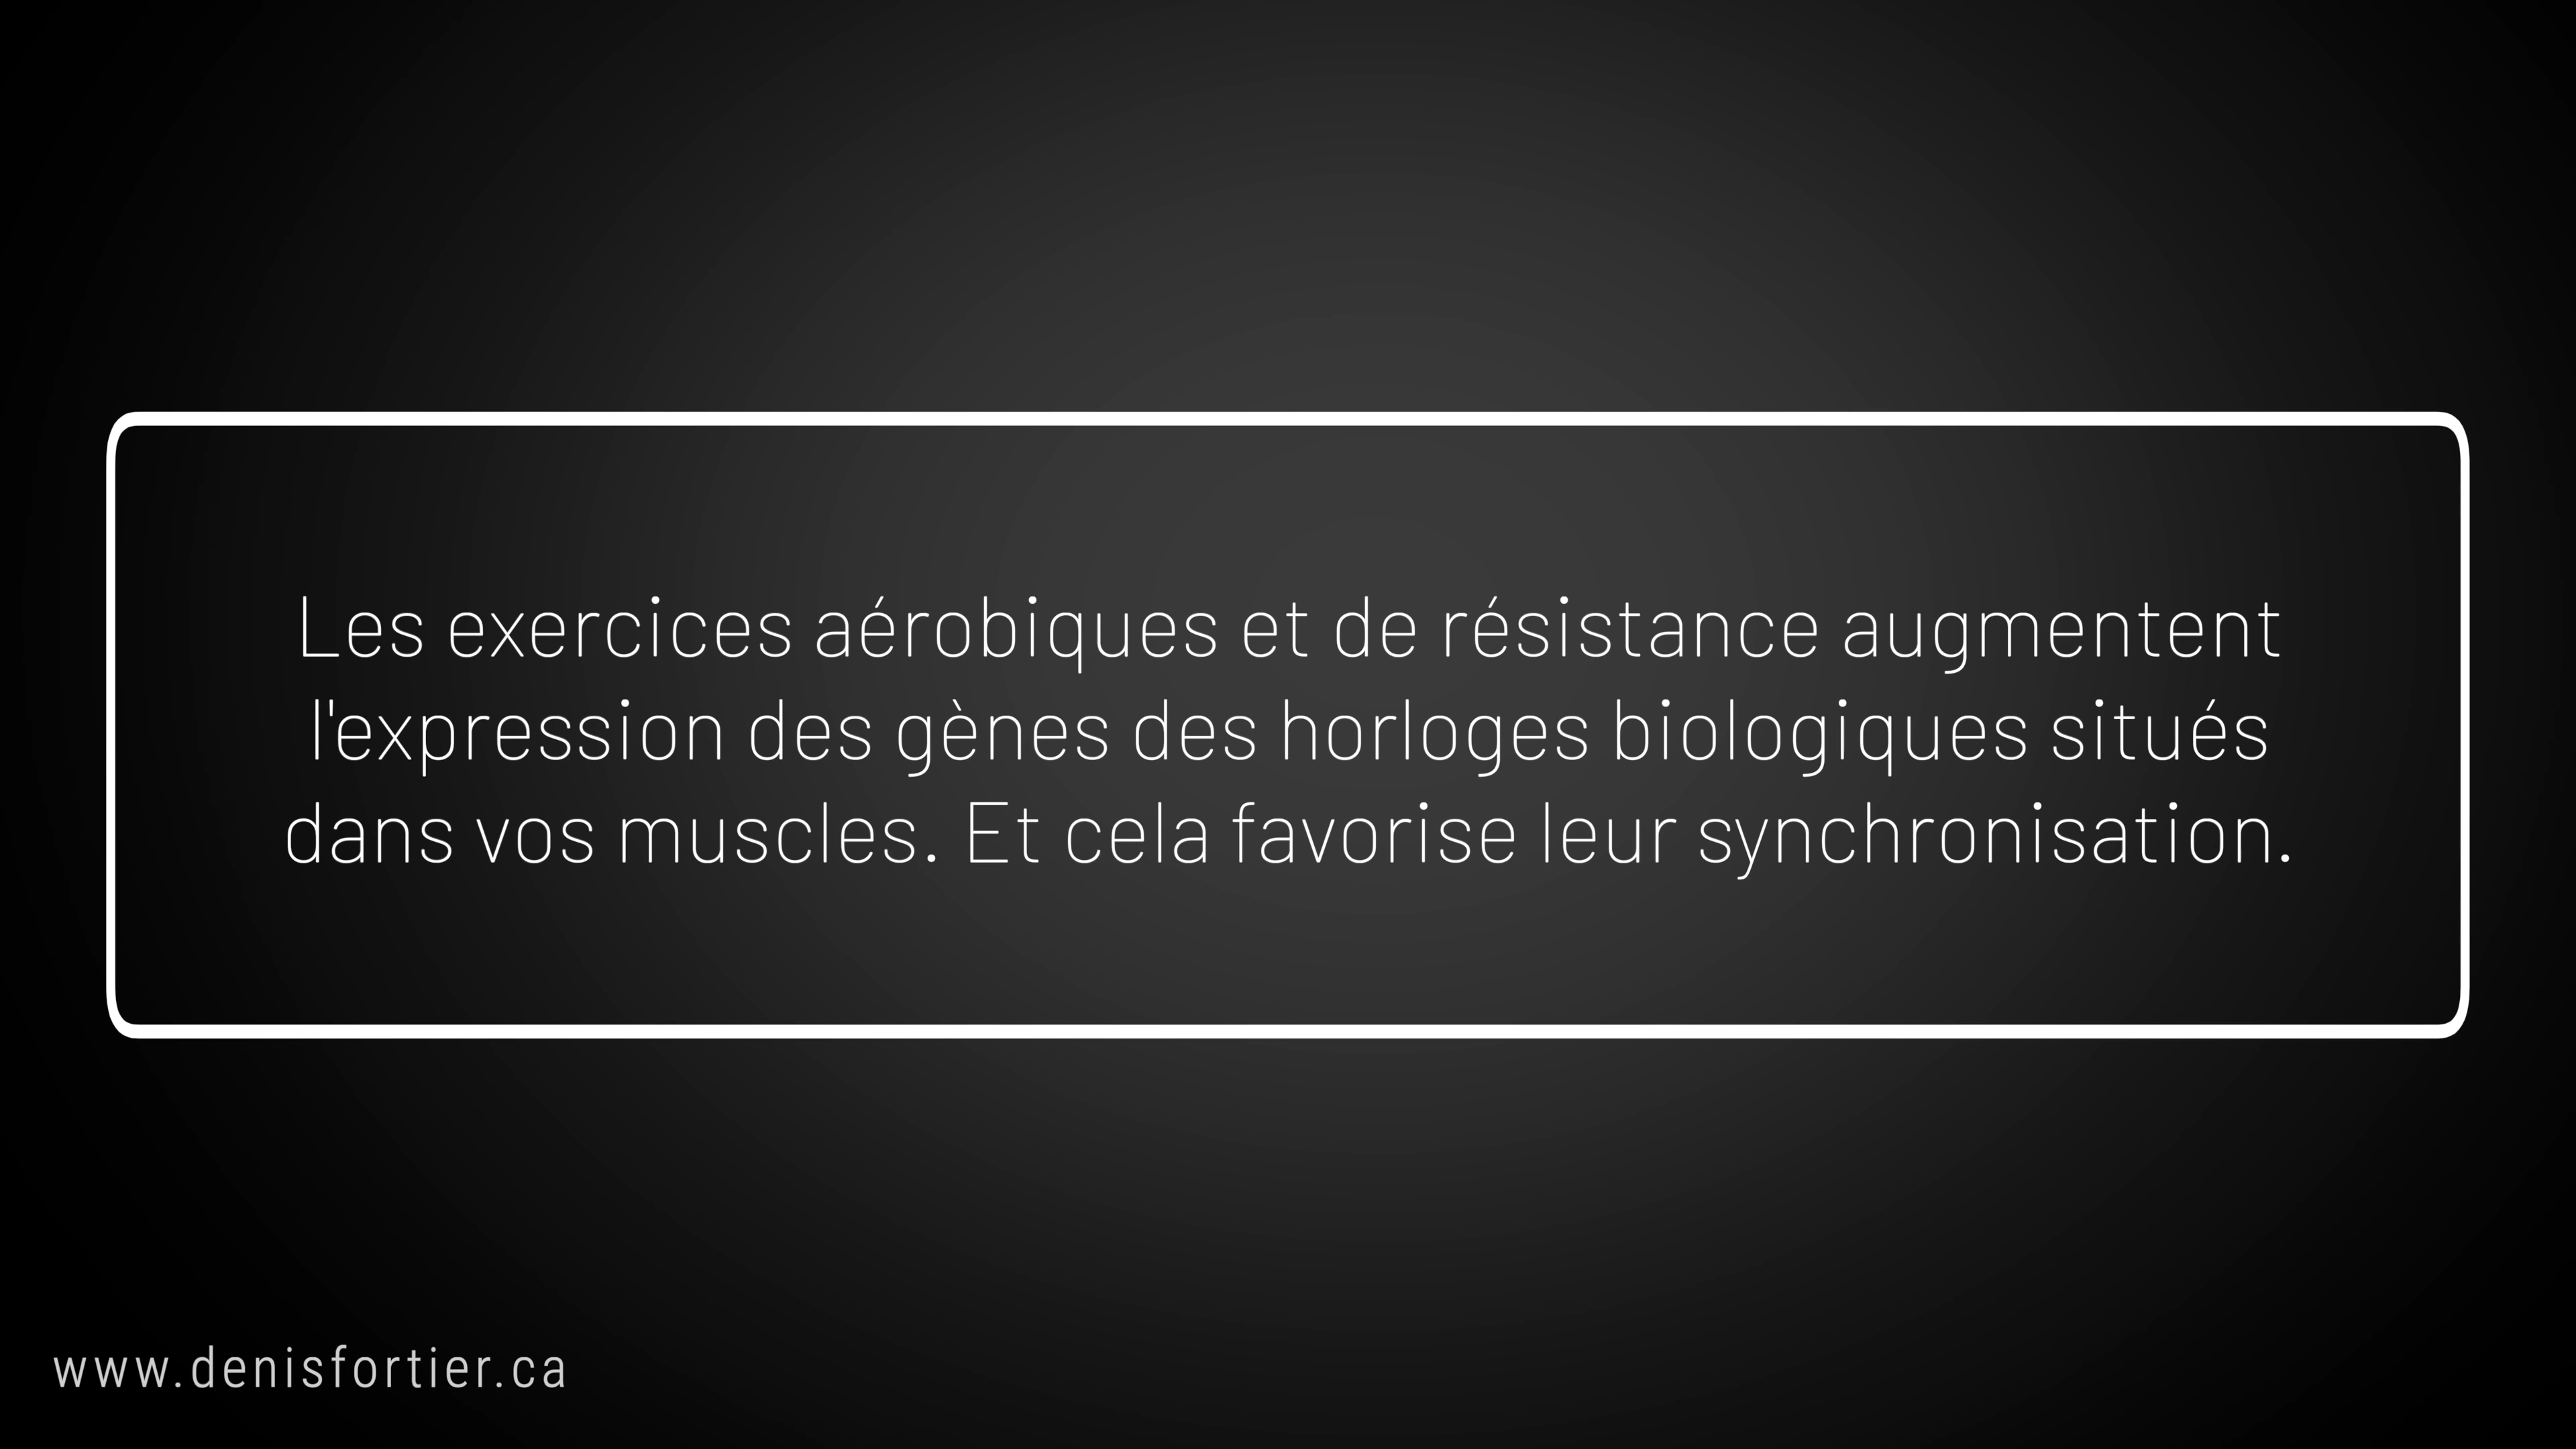 Les exercices aérobiques et de résistance augmentent
l'expression des gènes des horloges biologiques situés
dans vos muscles. Et cela favorise leur synchronisation.
www.denisfortier.ca